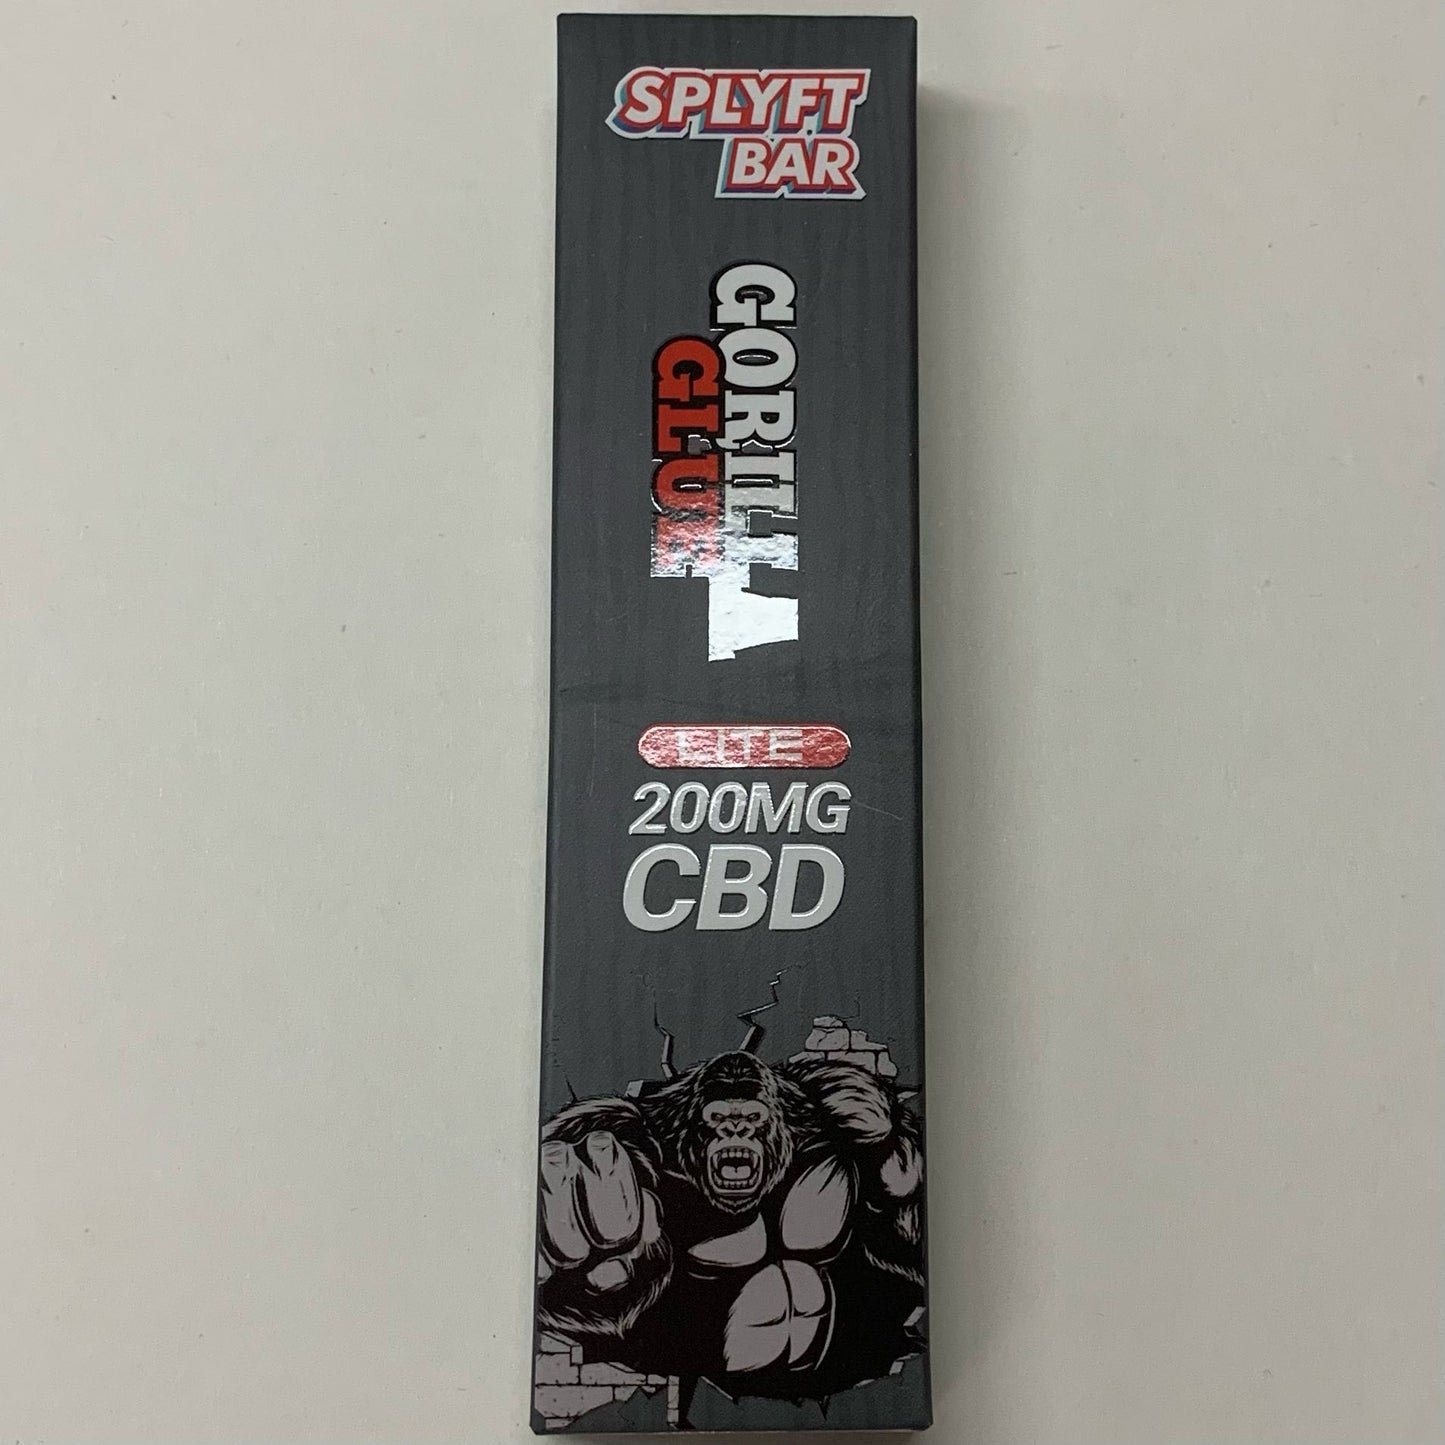 SPLYFT
BAR
GORILLA
GLUE
LITE
200MG
CBD